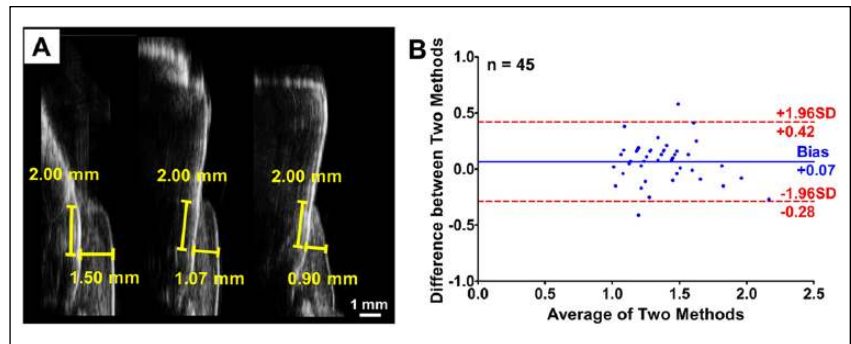 A
2.00 mm
2.00 mm
2.00 mm
1.50 mm
1.07 mm
0.90 mm
1 mm
B
Difference between Two Methods
1.0
0.5
0.0
-0.5
-1.0
n = 45
+1.96SD
+0.42
Bias
+0.07
-1.96SD
-0.28
0.0
0.5
1.0
1.5
2.0
2.5
Average of Two Methods